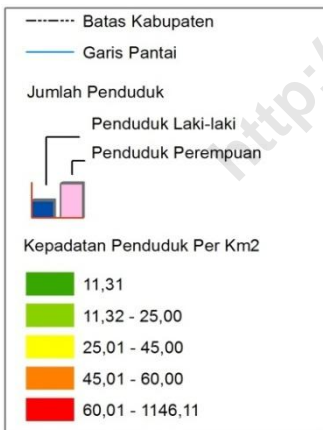 Batas Kabupaten
Garis Pantai
Jumlah Penduduk
Penduduk Laki-laki
Penduduk Perempuan
Kepadatan Penduduk Per Km2
11,31
11,32 - 25,00
25,01 - 45,00
45,01 - 60,00
60,01 - 1146,11
http:/